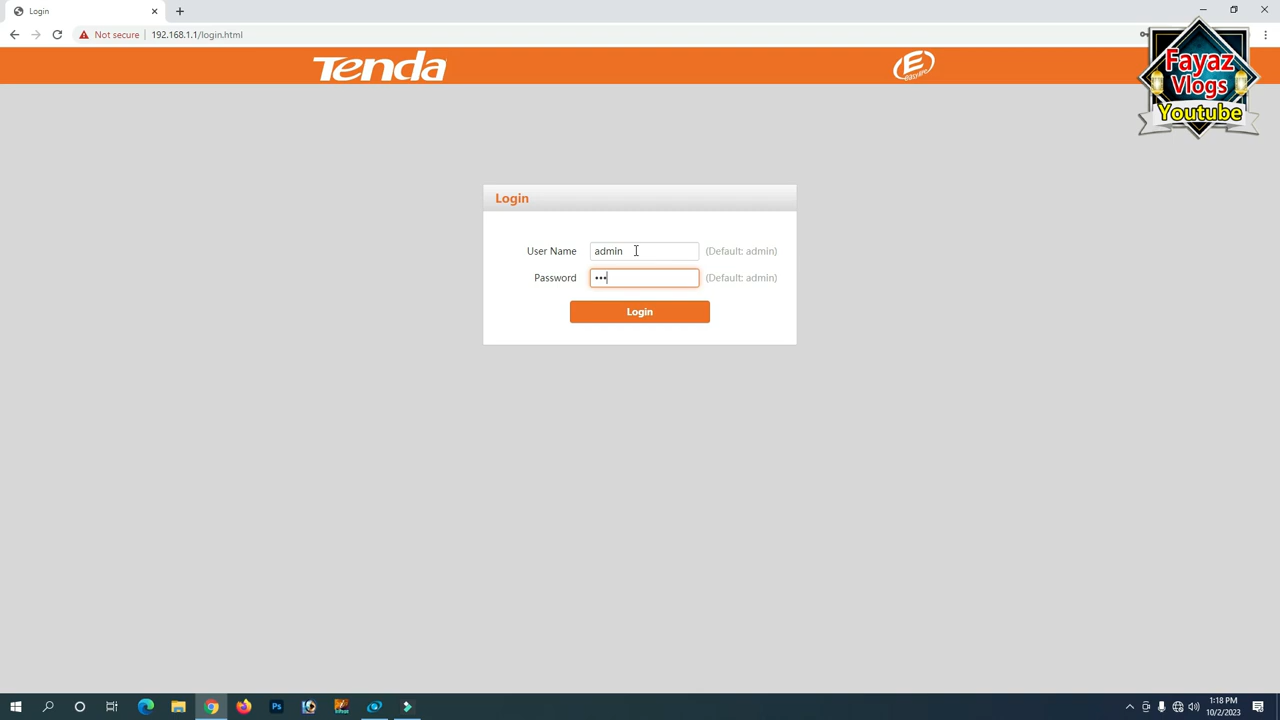 Login
Not secure
192.168.1.1/login.html
Tenda
Fayaz
Vlogs
Youtube
Login
User Name
admin
(Default: admin)
Password
•••
(Default: admin)
Login
Ps
1:18 PM
10/2/2023